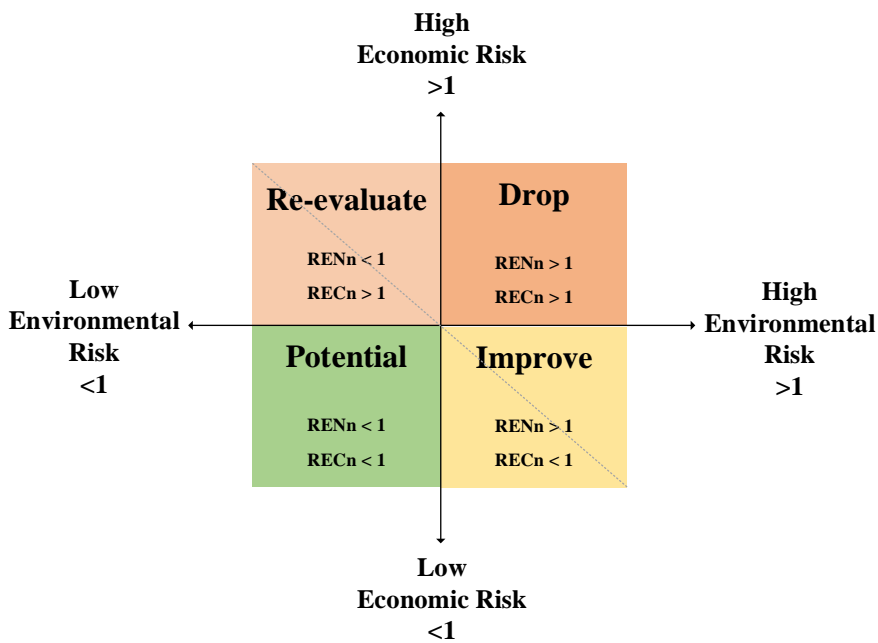 High
Economic Risk
>1
Re-evaluate
RENn < 1
RECn > 1
Drop
RENn > 1
RECn > 1
Low
Environmental
Risk
<1
High
Environmental
Risk
>1
Potential
RENn < 1
RECn < 1
Improve
RENn > 1
RECn < 1
Low
Economic Risk
<1